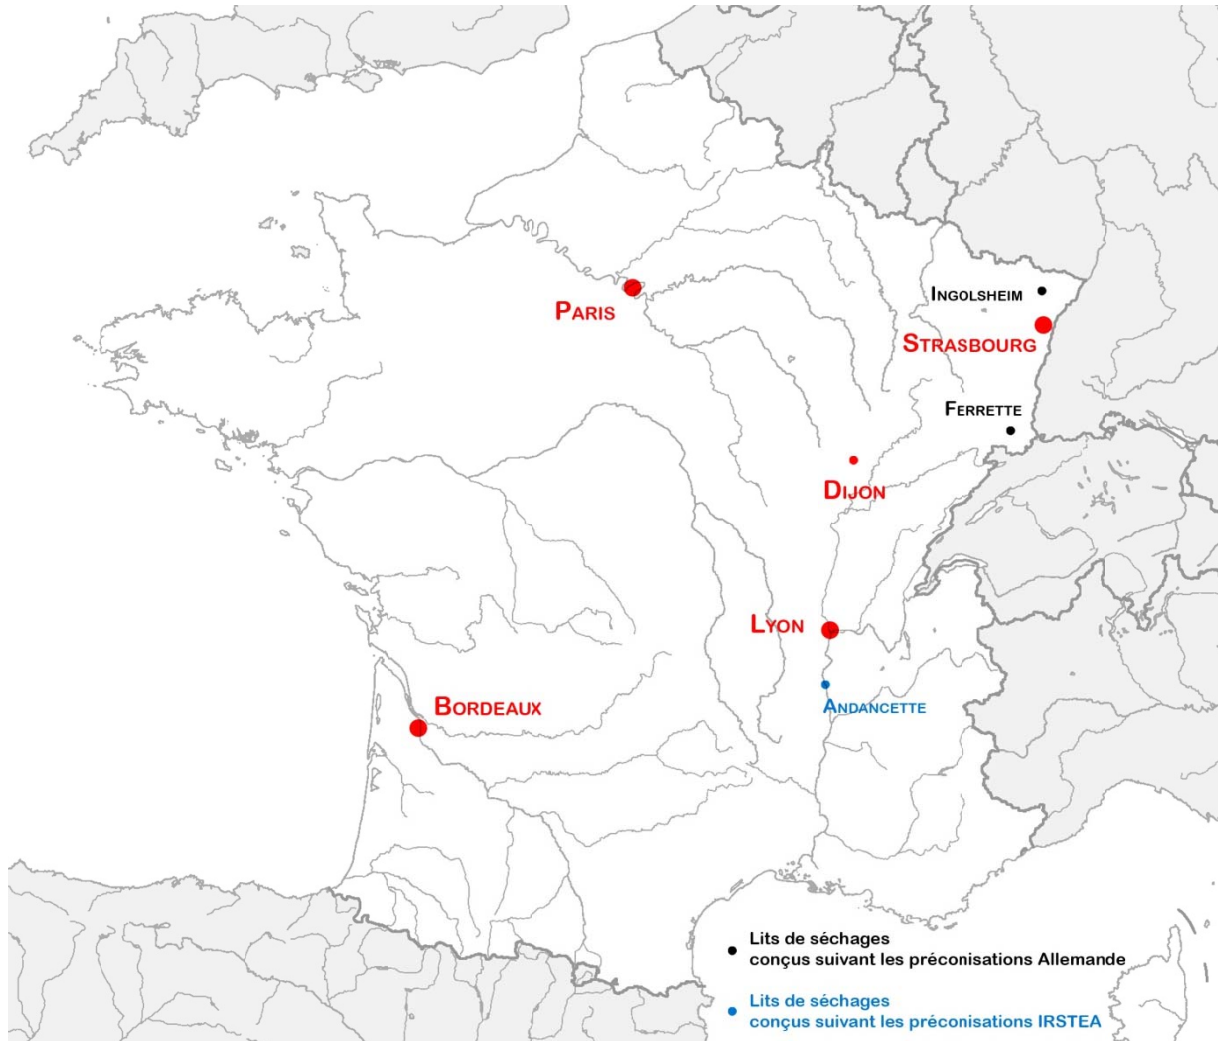 INGOLSHEIM
PARIS
STRASBOURG
FERRETTE
DIJON
LYON
BORDEAUX
ANDANCETTE
Lits de séchages
conçus suivant les préconisations Allemande
Lits de séchages
conçus suivant les préconisations IRSTEA